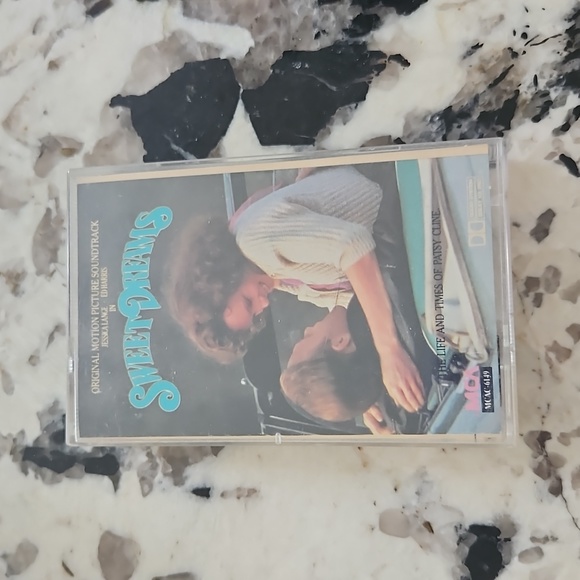 ORIGINAL MOTION PICTURE SOUNDTRACK
JESSICA LANGE ED HARRIS
IN
SWEET DREAMS
THE LIFE AND TIMES OF PATSY CLINE
MCA
MCAC-6149